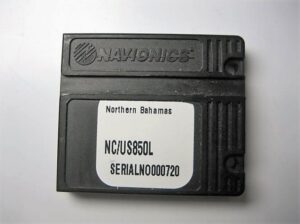 NAVIONICS
Northern Bahamas
NC/US850L
SERIALNO000720